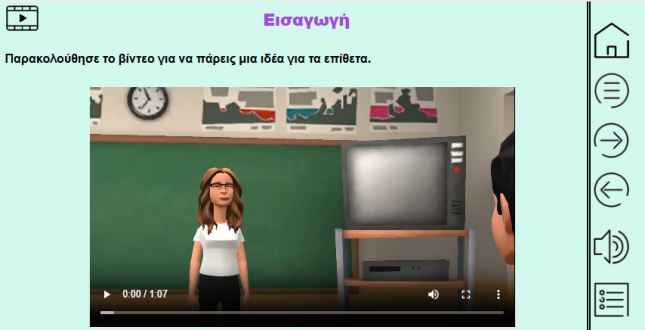 Εισαγωγή
Παρακολούθησε το βίντεο για να πάρεις μια ιδέα για τα επίθετα.
0:00 / 1:07